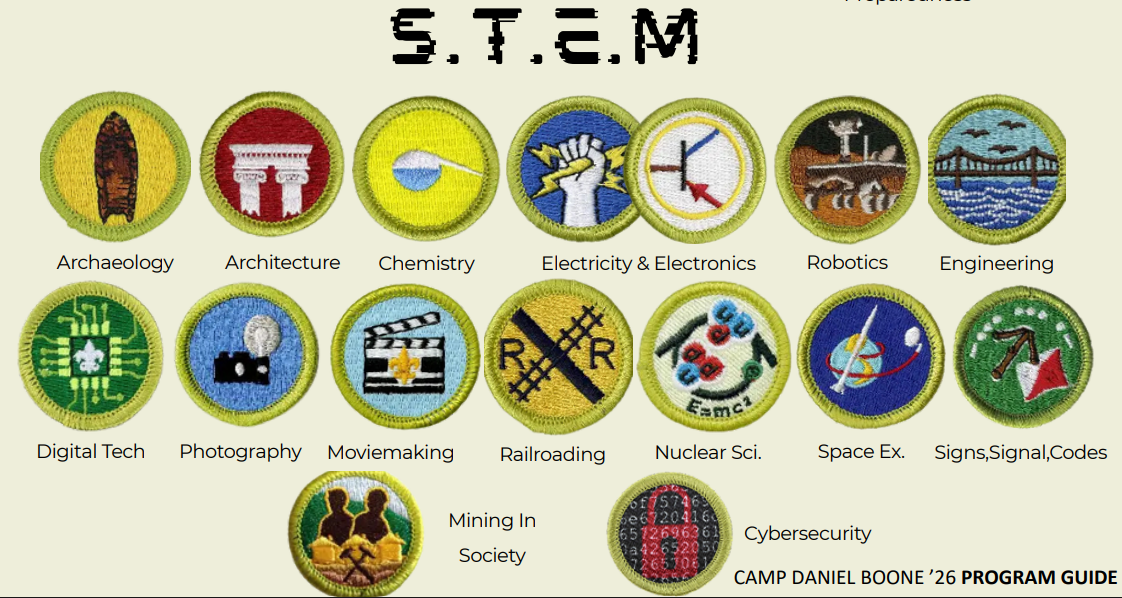 Preparedness
S.T.E.M
Archaeology
Architecture
Chemistry
Electricity & Electronics
Robotics
Engineering
R R
E=mc2
Digital Tech
Photography
Moviemaking
Railroading
Nuclear Sci.
Space Ex.
Signs,Signal,Codes
Mining In
Society
Cybersecurity
CAMP DANIEL BOONE ’26 PROGRAM GUIDE